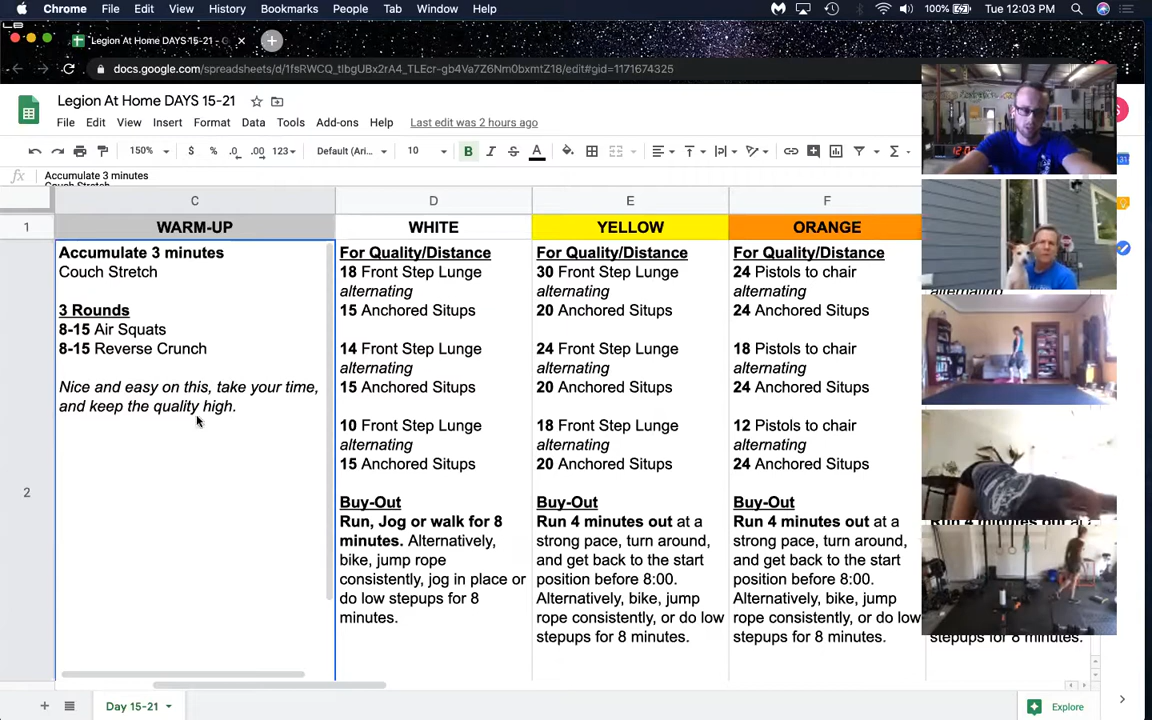 Chrome File Edit View History Bookmarks People Tab Window Help 100% Tue 12:03 PM
Legion At Home DAYS 15-21 - G
docs.google.com/spreadsheets/d/1fsRWCQ_tlbgUBx2rA4_TLEcr-gb4Va7Z6Nm0bxmtZ18/edit#gid=1171674325
Legion At Home DAYS 15-21
File Edit View Insert Format Data Tools Add-ons Help Last edit was 2 hours ago
150% $ % .0 .00 123 Default (Ari... 10 B I S A
fx Accumulate 3 minutes
Couch Stretch
C D E F
1 WARM-UP WHITE YELLOW ORANGE
2
Accumulate 3 minutes
Couch Stretch
3 Rounds
8-15 Air Squats
8-15 Reverse Crunch
Nice and easy on this, take your time,
and keep the quality high.
For Quality/Distance
18 Front Step Lunge
alternating
15 Anchored Situps
14 Front Step Lunge
alternating
15 Anchored Situps
10 Front Step Lunge
alternating
15 Anchored Situps
Buy-Out
Run, Jog or walk for 8
minutes. Alternatively,
bike, jump rope
consistently, jog in place or
do low stepups for 8
minutes.
For Quality/Distance
30 Front Step Lunge
alternating
20 Anchored Situps
24 Front Step Lunge
alternating
20 Anchored Situps
18 Front Step Lunge
alternating
20 Anchored Situps
Buy-Out
Run 4 minutes out at a
strong pace, turn around,
and get back to the start
position before 8:00.
Alternatively, bike, jump
rope consistently, or do low
stepups for 8 minutes.
For Quality/Distance
24 Pistols to chair
alternating
24 Anchored Situps
18 Pistols to chair
alternating
24 Anchored Situps
12 Pistols to chair
alternating
24 Anchored Situps
Buy-Out
Run 4 minutes out at a
strong pace, turn around,
and get back to the start
position before 8:00.
Alternatively, bike, jump
rope consistently, or do low
stepups for 8 minutes.
alternating
Run 4 minutes out at a
stepups for 8 minutes.
Day 15-21
Explore